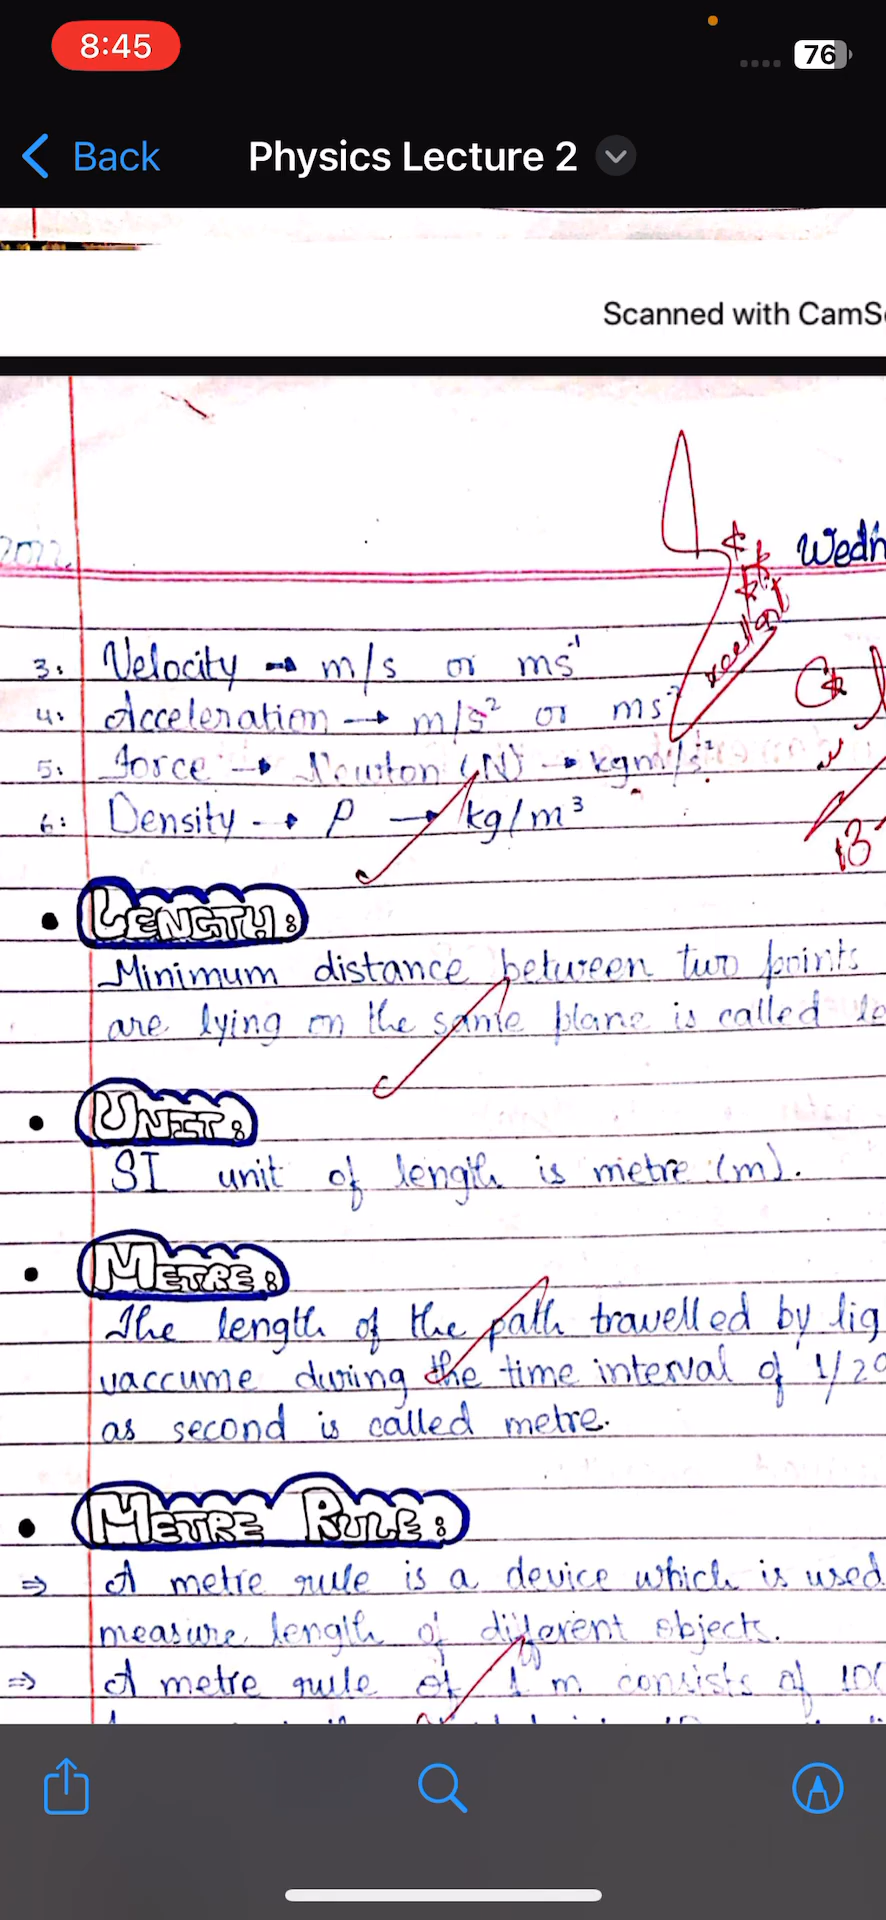 8:45
76
Back
Physics Lecture 2
Scanned with CamS
2022
Wedn
3: Velocity → m/s or ms⁻¹
4: Acceleration → m/s² or ms⁻²
5: Force → Newton (N) → kgm/s²
6: Density → ρ → kg/m³
• LENGTH:
Minimum distance between two points
are lying on the same plane is called le
• UNIT:
SI unit of length is metre (m).
• METRE:
The length of the path travelled by lig
vaccume during the time interval of 1/29
as second is called metre.
• METRE RULE:
⇒ A metre rule is a device which is used
measure length of different objects.
⇒ A metre rule of 1 m consists of 100